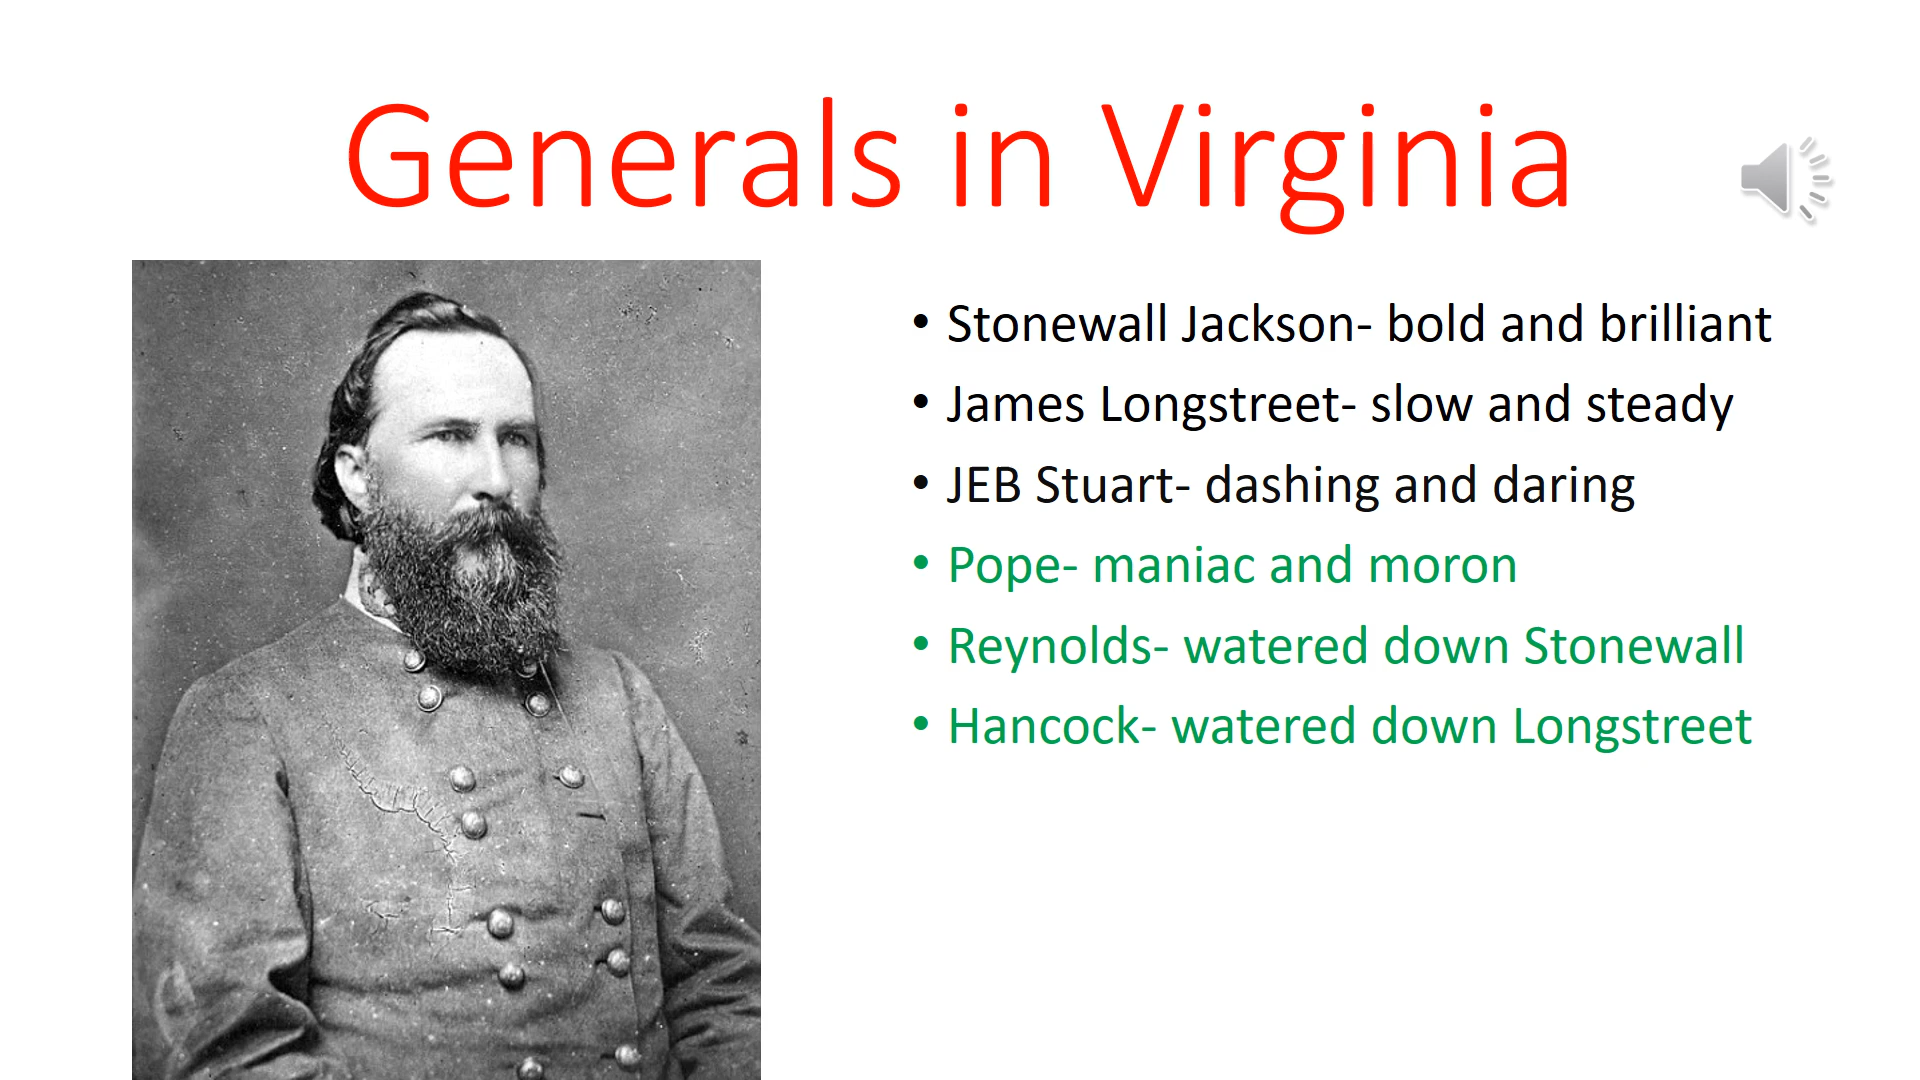 Generals in Virginia
• Stonewall Jackson- bold and brilliant
• James Longstreet- slow and steady
• JEB Stuart- dashing and daring
• Pope- maniac and moron
• Reynolds- watered down Stonewall
• Hancock- watered down Longstreet